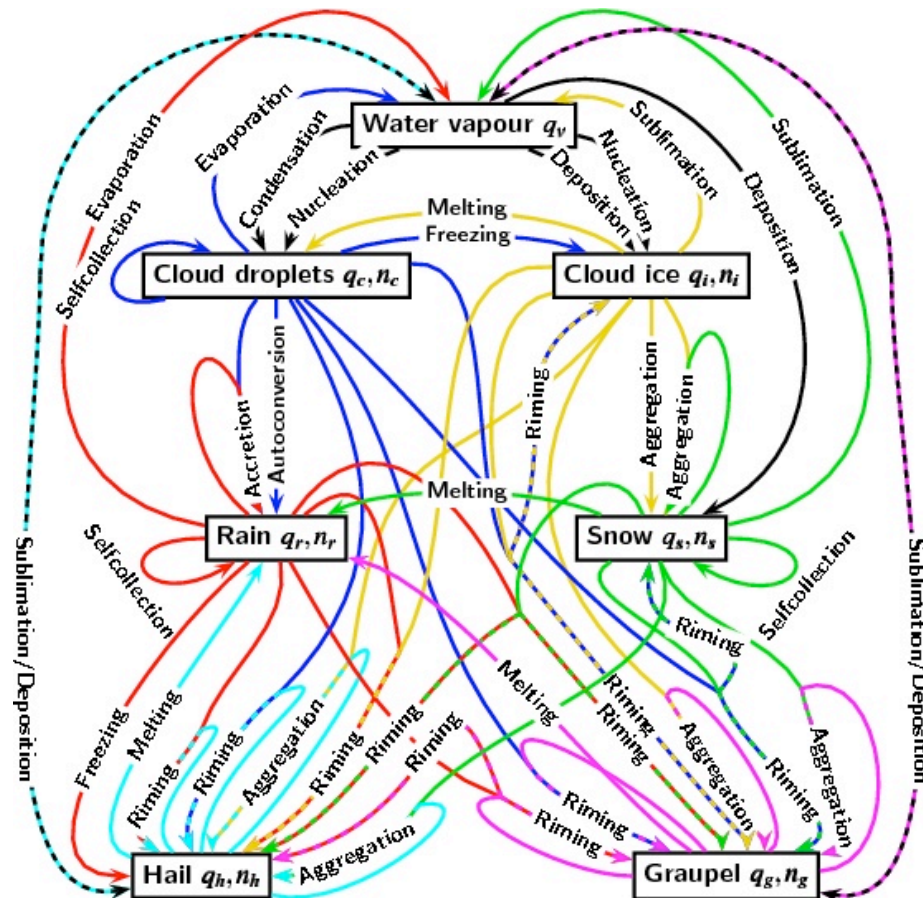 Water vapour q_v
Evaporation
Evaporation
Condensation
Nucleation
Deposition
Nucleation
Sublimation
Sublimation
Deposition
Melting
Freezing
Selfcollection
Cloud droplets q_c, n_c
Cloud ice q_i, n_i
Accretion
Autoconversion
Riming
Aggregation
Aggregation
Melting
Rain q_r, n_r
Snow q_s, n_s
Selfcollection
Riming
Selfcollection
Sublimation/Deposition
Sublimation/Deposition
Freezing
Melting
Riming
Riming
Aggregation
Riming
Riming
Riming
Melting
Riming
Riming
Aggregation
Riming
Aggregation
Riming
Riming
Aggregation
Hail q_h, n_h
Graupel q_g, n_g